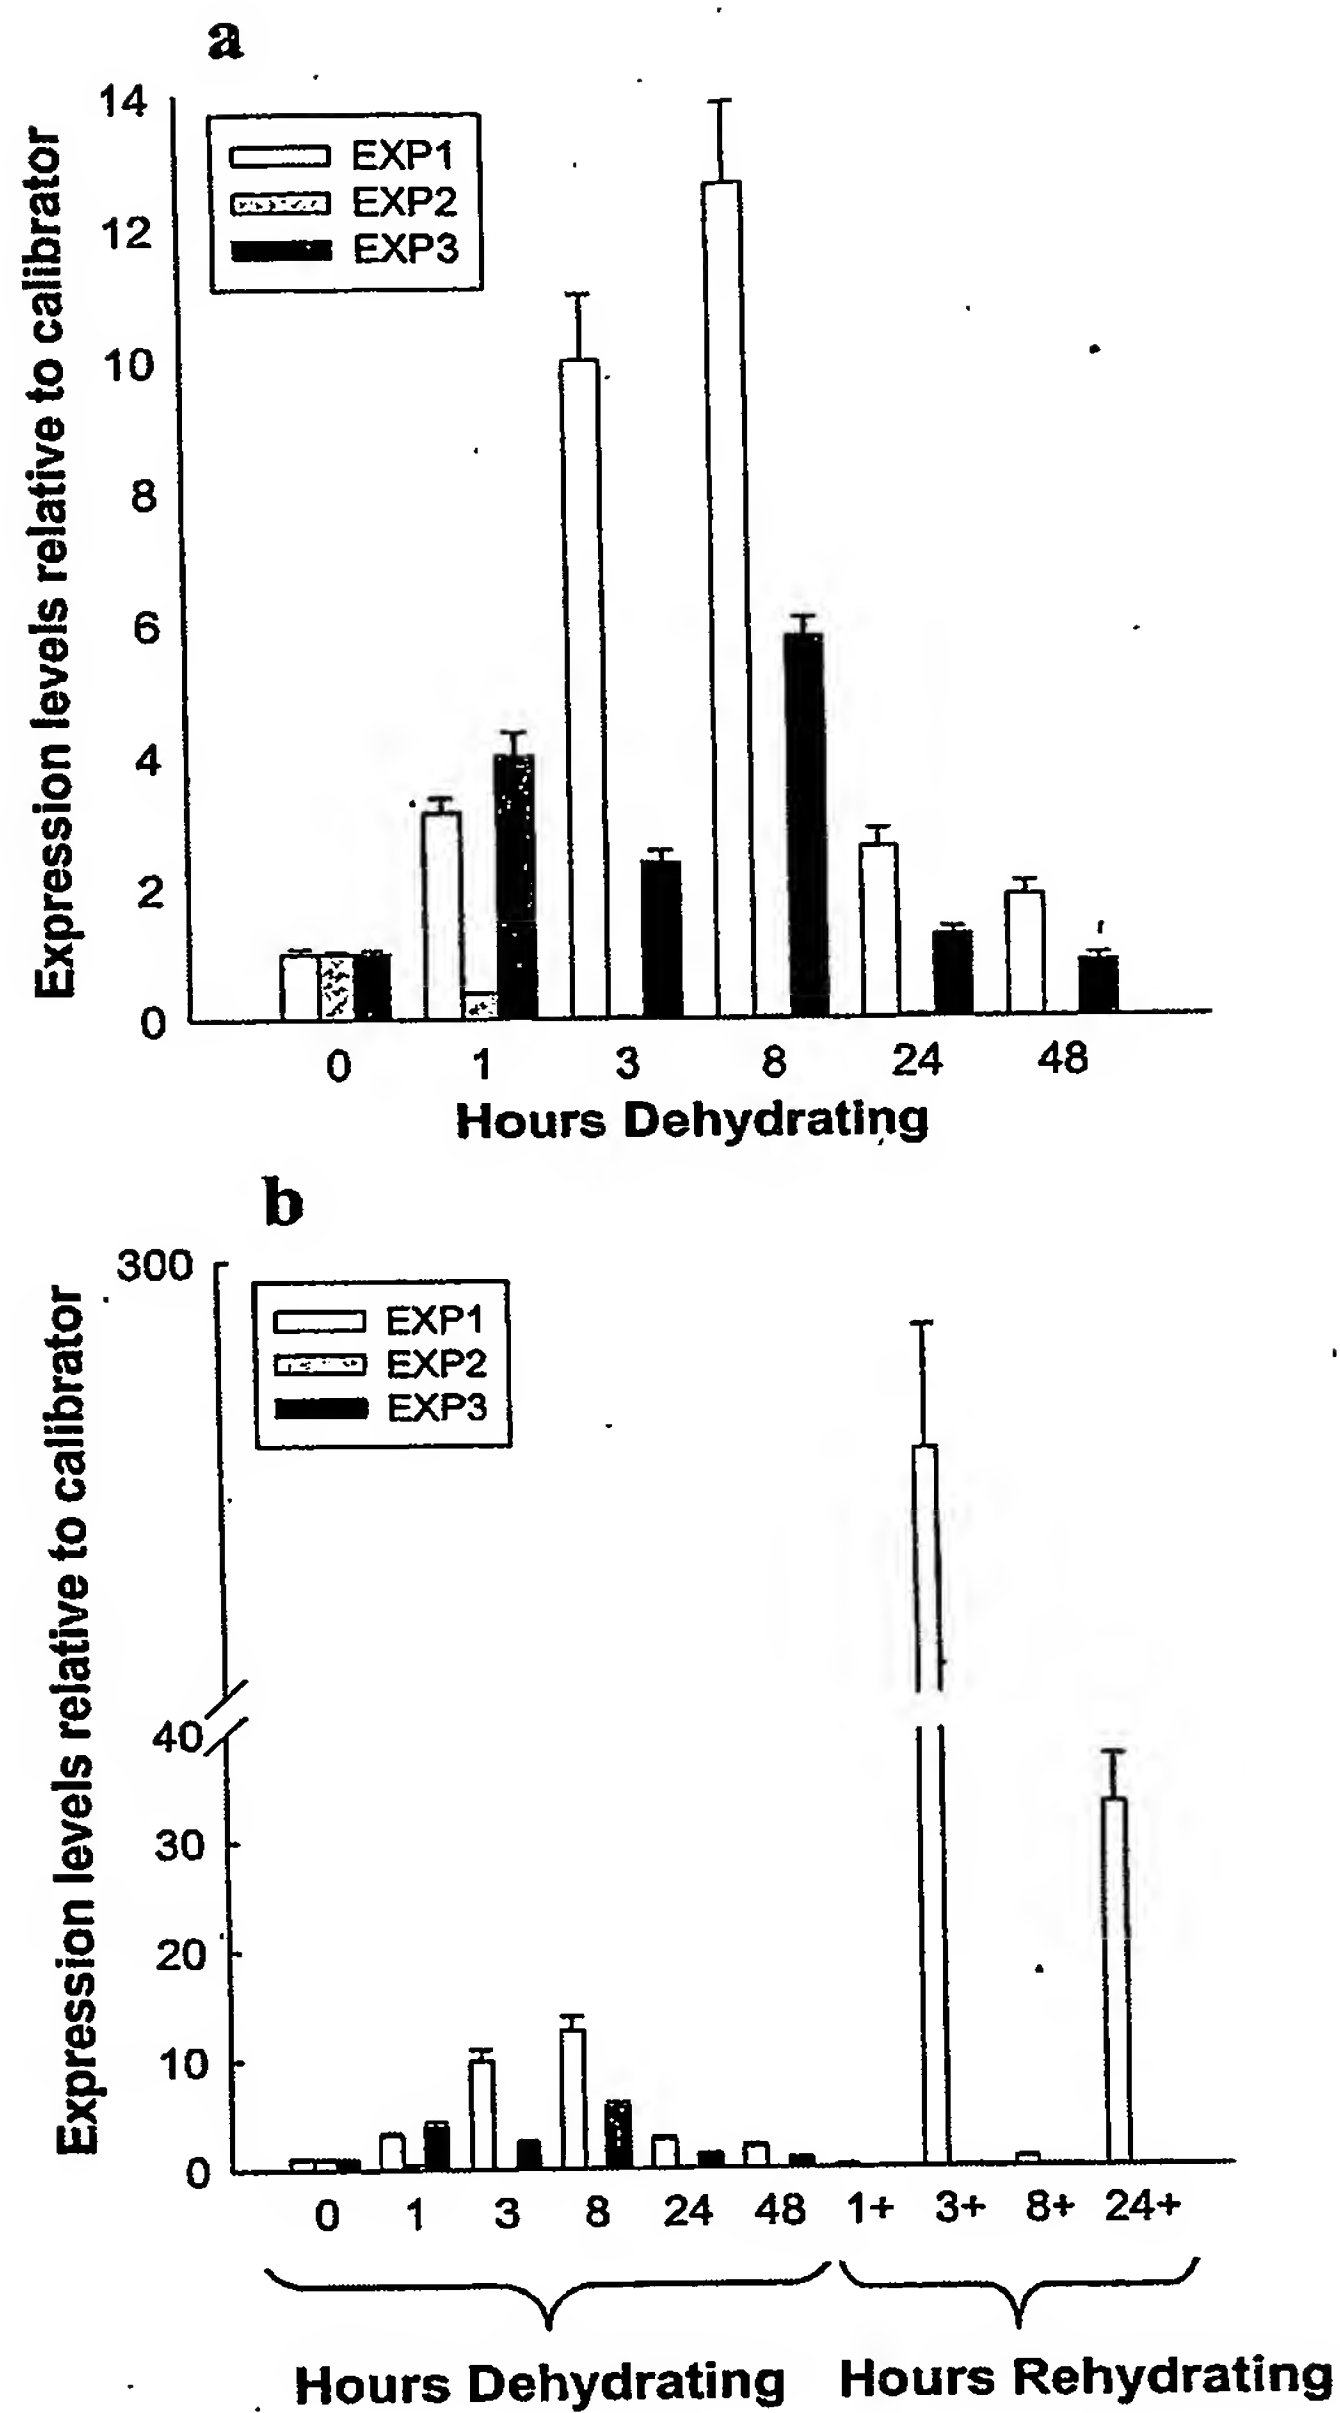 a
Expression levels relative to calibrator
14
12
10
8
6
4
2
0
EXP1
EXP2
EXP3
0 1 3 8 24 48
Hours Dehydrating
b
Expression levels relative to calibrator
300
40
30
20
10
0
EXP1
EXP2
EXP3
0 1 3 8 24 48 1+ 3+ 8+ 24+
Hours Dehydrating Hours Rehydrating